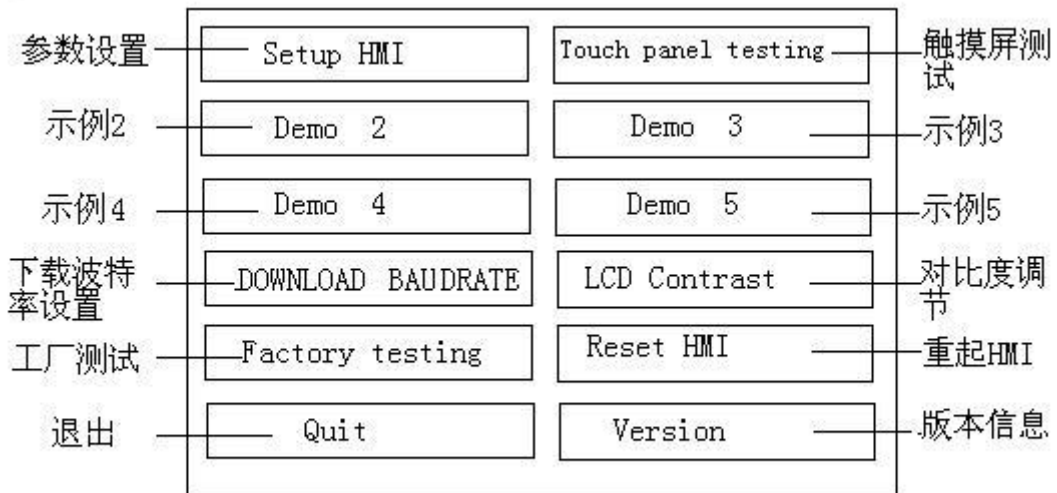 参数设置 Setup HMI Touch panel testing 触摸屏测
试
示例2 Demo 2 Demo 3 示例3
示例4 Demo 4 Demo 5 示例5
下载波特
率设置 DOWNLOAD BAUDRATE LCD Contrast 对比度调
节
工厂测试 Factory testing Reset HMI 重起HMI
退出 Quit Version 版本信息